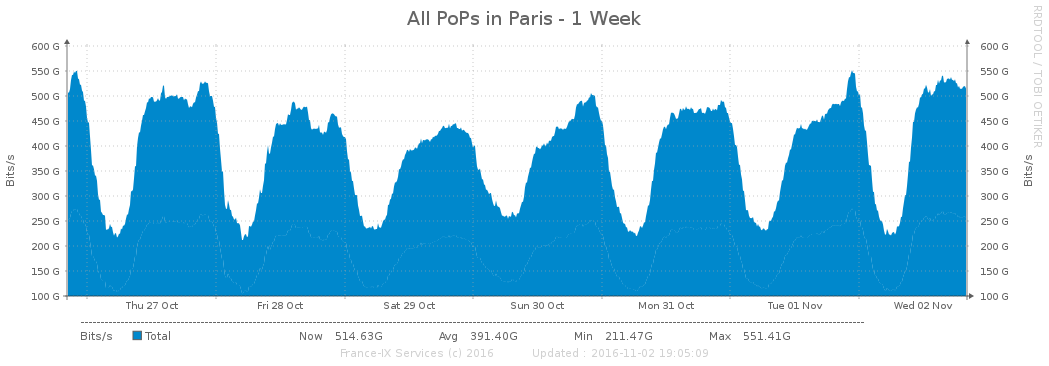 All PoPs in Paris - 1 Week
RRDTOOL / TOBI OETIKER
600 G 600 G
550 G 550 G
500 G 500 G
450 G 450 G
400 G 400 G
350 G 350 G
300 G 300 G
250 G 250 G
200 G 200 G
150 G 150 G
100 G 100 G
Bits/s
Bits/s
Thu 27 Oct Fri 28 Oct Sat 29 Oct Sun 30 Oct Mon 31 Oct Tue 01 Nov Wed 02 Nov
Bits/s Total Now 514.63G Avg 391.40G Min 211.47G Max 551.41G
France-IX Services (c) 2016 Updated : 2016-11-02 19:05:09